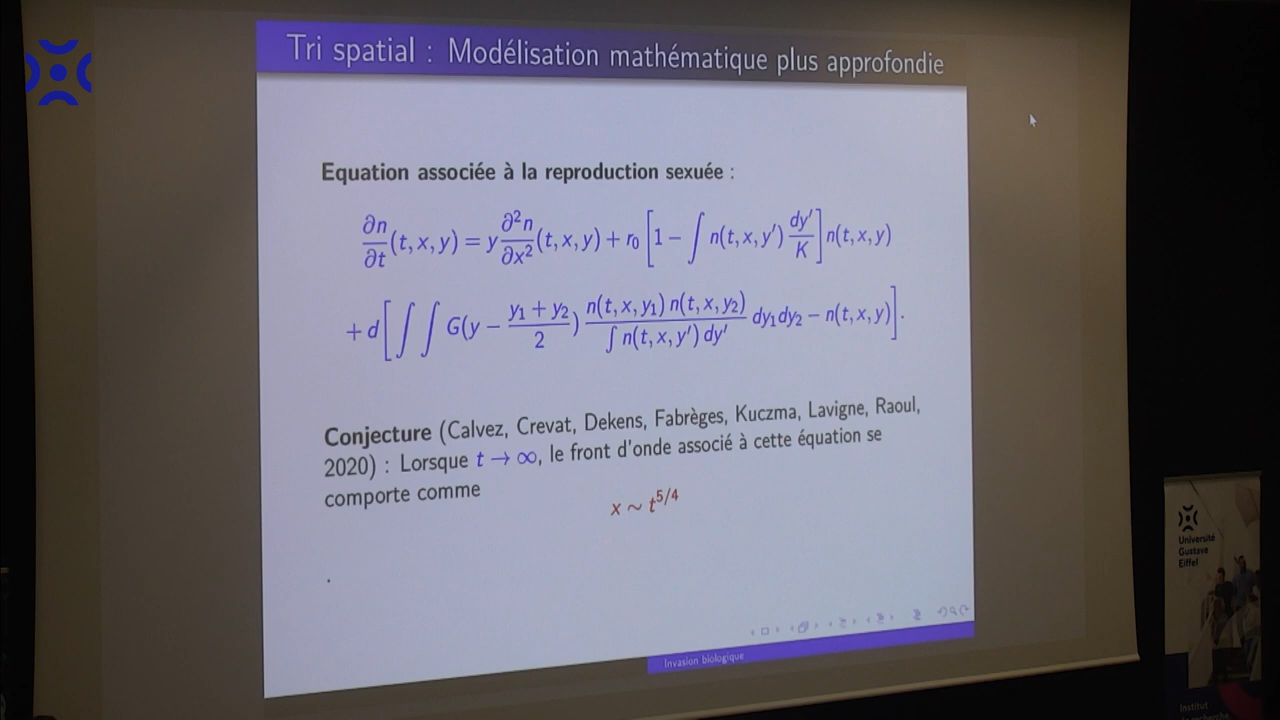 Tri spatial : Modélisation mathématique plus approfondie
Equation associée à la reproduction sexuée :
∂n/∂t (t, x, y) = y ∂²n/∂x² (t, x, y) + r₀ [1 − ∫ n(t, x, y′) dy′/K] n(t, x, y)
+ d [∫ ∫ G(y − (y₁ + y₂)/2) n(t, x, y₁) n(t, x, y₂) / ∫ n(t, x, y′) dy′ dy₁dy₂ − n(t, x, y)].
Conjecture (Calvez, Crevat, Dekens, Fabrèges, Kuczma, Lavigne, Raoul,
2020) : Lorsque t → ∞, le front d'onde associé à cette équation se
comporte comme
x ∼ t^5/4
.
Invasion biologique
Université
Gustave
Eiffel
Institut